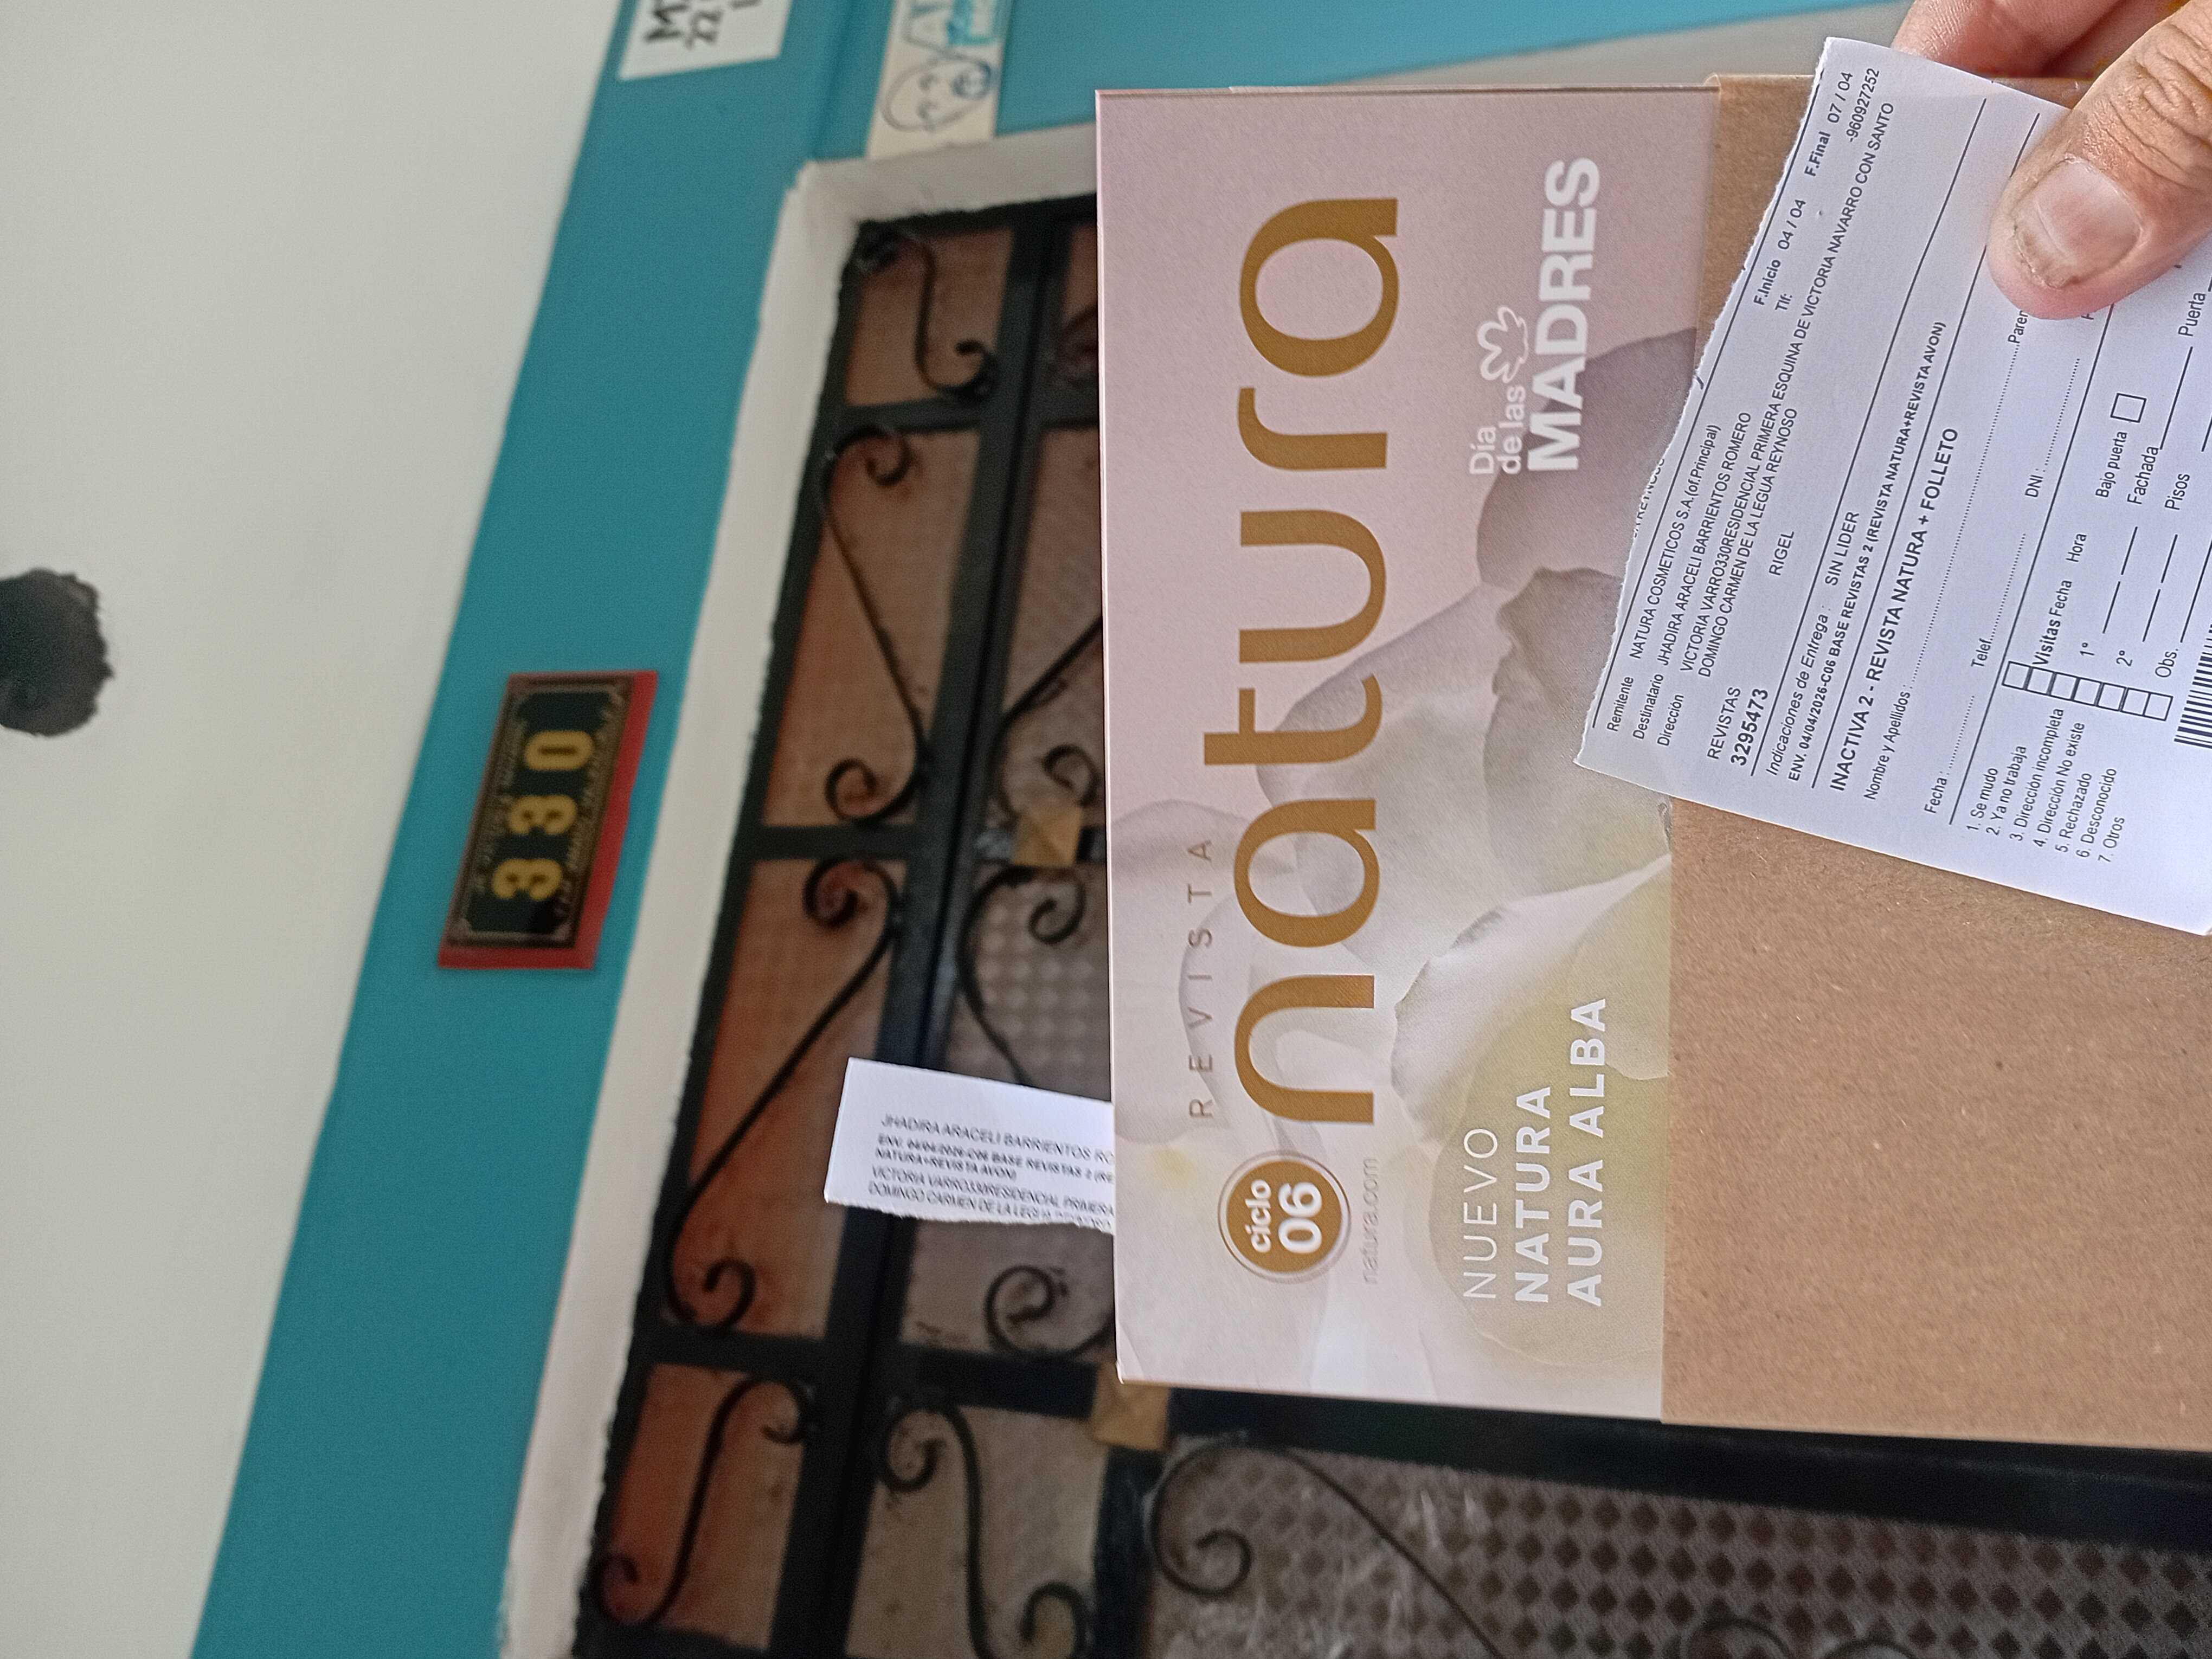 330
REVISTA
natura
ciclo
06
natura.com
Día
de las
MADRES
NUEVO
NATURA
AURA ALBA
JHADIRA ARACELI BARRIENTOS RO
ENV. 04/04/2026-C06 BASE REVISTAS 2 (RE
NATURA+REVISTA AVON)
VICTORIA VARRO330RESIDENCIAL PRIMERA
DOMINGO CARMEN DE LA LEGUA
F.Inicio 04 / 04 F.Final 07 / 04
Remitente NATURA COSMETICOS S.A.(of.Principal) Tlf: -960927252
Destinatario JHADIRA ARACELI BARRIENTOS ROMERO
Dirección VICTORIA VARRO330RESIDENCIAL PRIMERA ESQUINA DE VICTORIA NAVARRO CON SANTO
DOMINGO CARMEN DE LA LEGUA REYNOSO
REVISTAS RIGEL
3295473
Indicaciones de Entrega : SIN LIDER
ENV. 04/04/2026-C06 BASE REVISTAS 2 (REVISTA NATURA+REVISTA AVON)
INACTIVA 2 - REVISTA NATURA + FOLLETO
Nombre y Apellidos : Paren
Fecha : Telef. DNI :
1. Se mudo
2. Ya no trabaja
3. Dirección incompleta
4. Dirección No existe
5. Rechazado
6. Desconocido
7. Otros
Visitas Fecha Hora
1°
2°
Obs.
Bajo puerta
Fachada
Pisos
Puerta